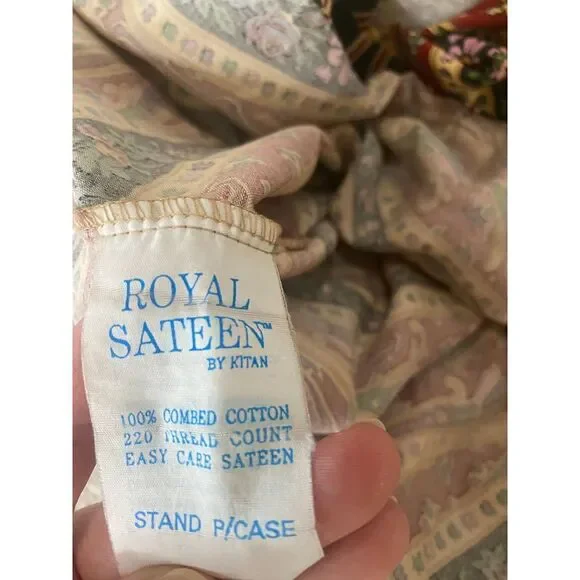 ROYAL
SATEEN™
BY KITAN
100% COMBED COTTON
220 THREAD COUNT
EASY CARE SATEEN
STAND P/CASE